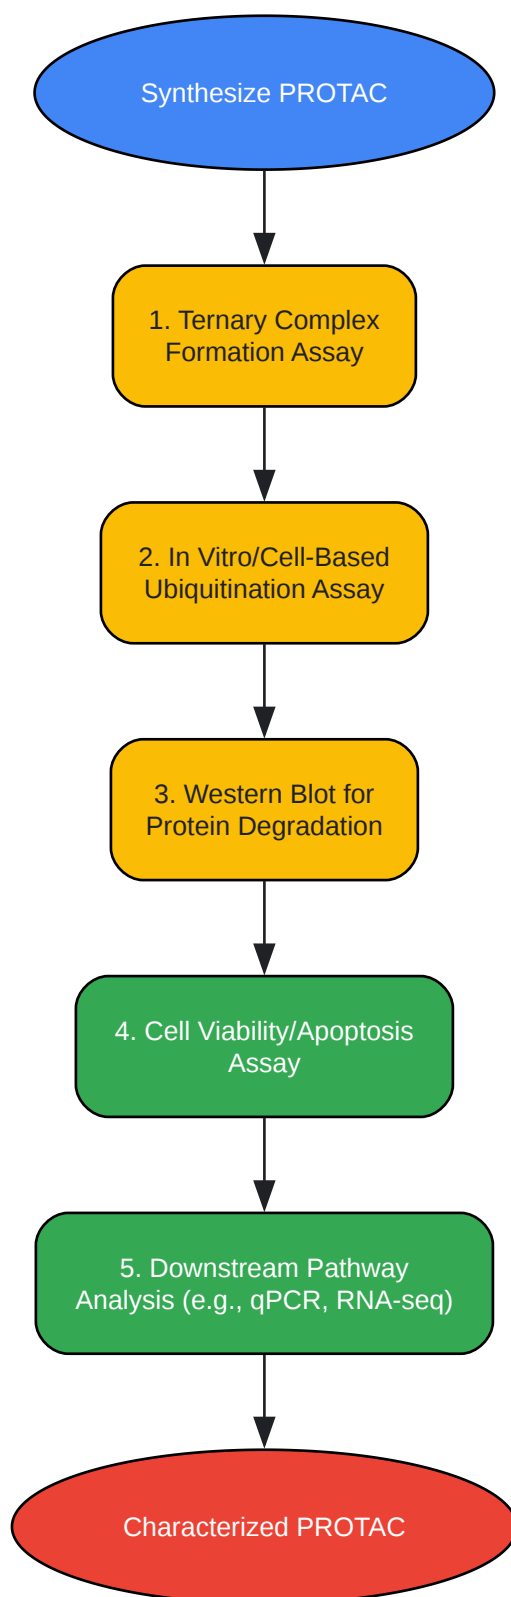 Synthesize PROTAC
1. Ternary Complex
Formation Assay
2. In Vitro/Cell-Based
Ubiquitination Assay
3. Western Blot for
Protein Degradation
4. Cell Viability/Apoptosis
Assay
5. Downstream Pathway
Analysis (e.g., qPCR, RNA-seq)
Characterized PROTAC